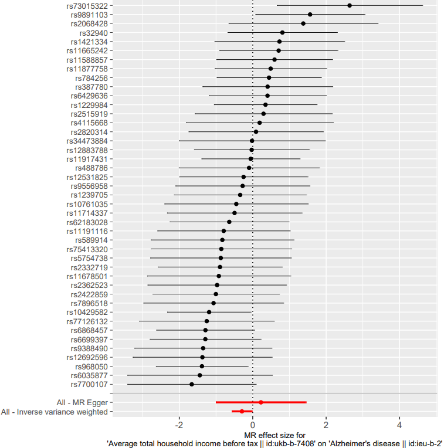 rs73015322
rs9891103
rs2068428
rs32940
rs1421334
rs11665242
rs11588857
rs11877758
rs784256
rs387780
rs6429636
rs1229984
rs2515919
rs4115668
rs2820314
rs34473884
rs12883788
rs11917431
rs488786
rs12531825
rs9556958
rs1239705
rs10761035
rs11714337
rs62183028
rs11191116
rs589914
rs75413320
rs5754738
rs2332719
rs11678501
rs2362523
rs2422859
rs7896518
rs10429582
rs77126132
rs6868457
rs6699397
rs9388490
rs12692596
rs968050
rs6035877
rs7700107
All - MR Egger
All - Inverse variance weighted
-2 0 2 4
MR effect size for
'Average total household income before tax || id:ukb-b-7408' on 'Alzheimer's disease || id:ieu-b-2'